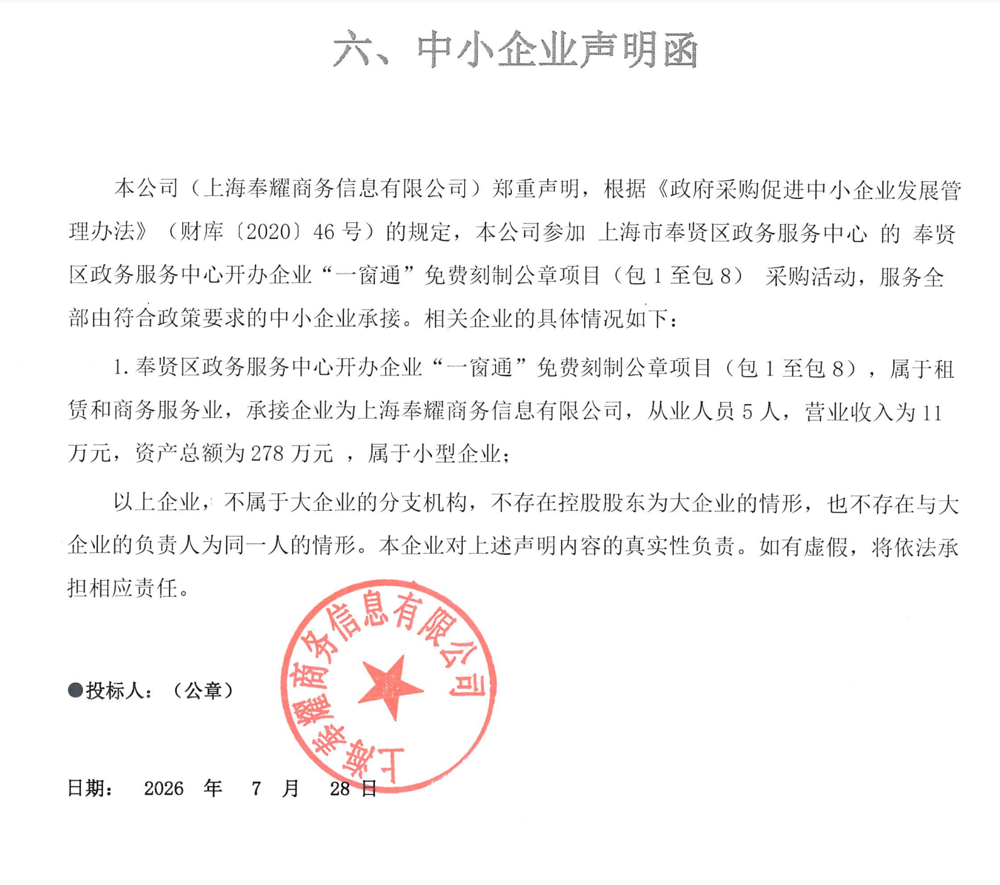 六、中小企业声明函
本公司（上海奉耀商务信息有限公司）郑重声明，根据《政府采购促进中小企业发展管
理办法》（财库〔2020〕46 号）的规定，本公司参加 上海市奉贤区政务服务中心 的 奉贤
区政务服务中心开办企业“一窗通”免费刻制公章项目（包 1 至包 8） 采购活动，服务全
部由符合政策要求的中小企业承接。相关企业的具体情况如下：
1. 奉贤区政务服务中心开办企业“一窗通”免费刻制公章项目（包 1 至包 8），属于租
赁和商务服务业，承接企业为上海奉耀商务信息有限公司，从业人员 5 人，营业收入为 11
万元，资产总额为 278 万元 ，属于小型企业；
以上企业，不属于大企业的分支机构，不存在控股股东为大企业的情形，也不存在与大
企业的负责人为同一人的情形。本企业对上述声明内容的真实性负责。如有虚假，将依法承
担相应责任。
上海奉耀商务信息有限公司
●投标人：（公章）
日期： 2026 年 7 月 28 日